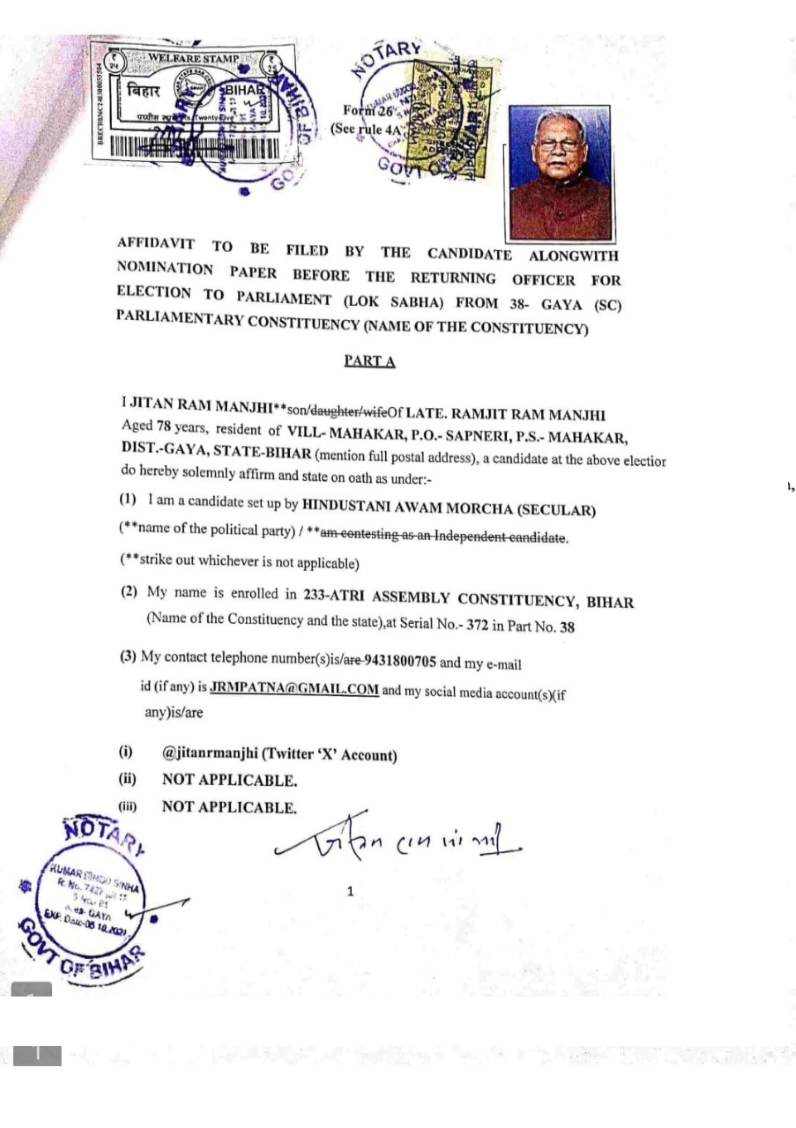 WELFARE STAMP
बिहार
BIHAR
पच्चीस रुपये Rs. Twenty Five
NOTARY
GOVT OF BIHAR
Form 26
(See rule 4A)
AFFIDAVIT TO BE FILED BY THE CANDIDATE ALONGWITH
NOMINATION PAPER BEFORE THE RETURNING OFFICER FOR
ELECTION TO PARLIAMENT (LOK SABHA) FROM 38- GAYA (SC)
PARLIAMENTARY CONSTITUENCY (NAME OF THE CONSTITUENCY)
PART A
I JITAN RAM MANJHI**son/daughter/wifeOf LATE. RAMJIT RAM MANJHI
Aged 78 years, resident of VILL- MAHAKAR, P.O.- SAPNERI, P.S.- MAHAKAR,
DIST.-GAYA, STATE-BIHAR (mention full postal address), a candidate at the above election
do hereby solemnly affirm and state on oath as under:-
(1) I am a candidate set up by HINDUSTANI AWAM MORCHA (SECULAR)
(**name of the political party) / **am contesting as an Independent candidate.
(**strike out whichever is not applicable)
(2) My name is enrolled in 233-ATRI ASSEMBLY CONSTITUENCY, BIHAR
(Name of the Constituency and the state),at Serial No.- 372 in Part No. 38
(3) My contact telephone number(s)is/are 9431800705 and my e-mail
id (if any) is JRMPATNA@GMAIL.COM and my social media account(s)(if
any)is/are
(i) @jitanrmanjhi (Twitter ‘X’ Account)
(ii) NOT APPLICABLE.
(iii) NOT APPLICABLE.
जीतन राम मांझी
1
NOTARY
KUMAR BINOD SINHA
GAYA
GOVT OF BIHAR
1